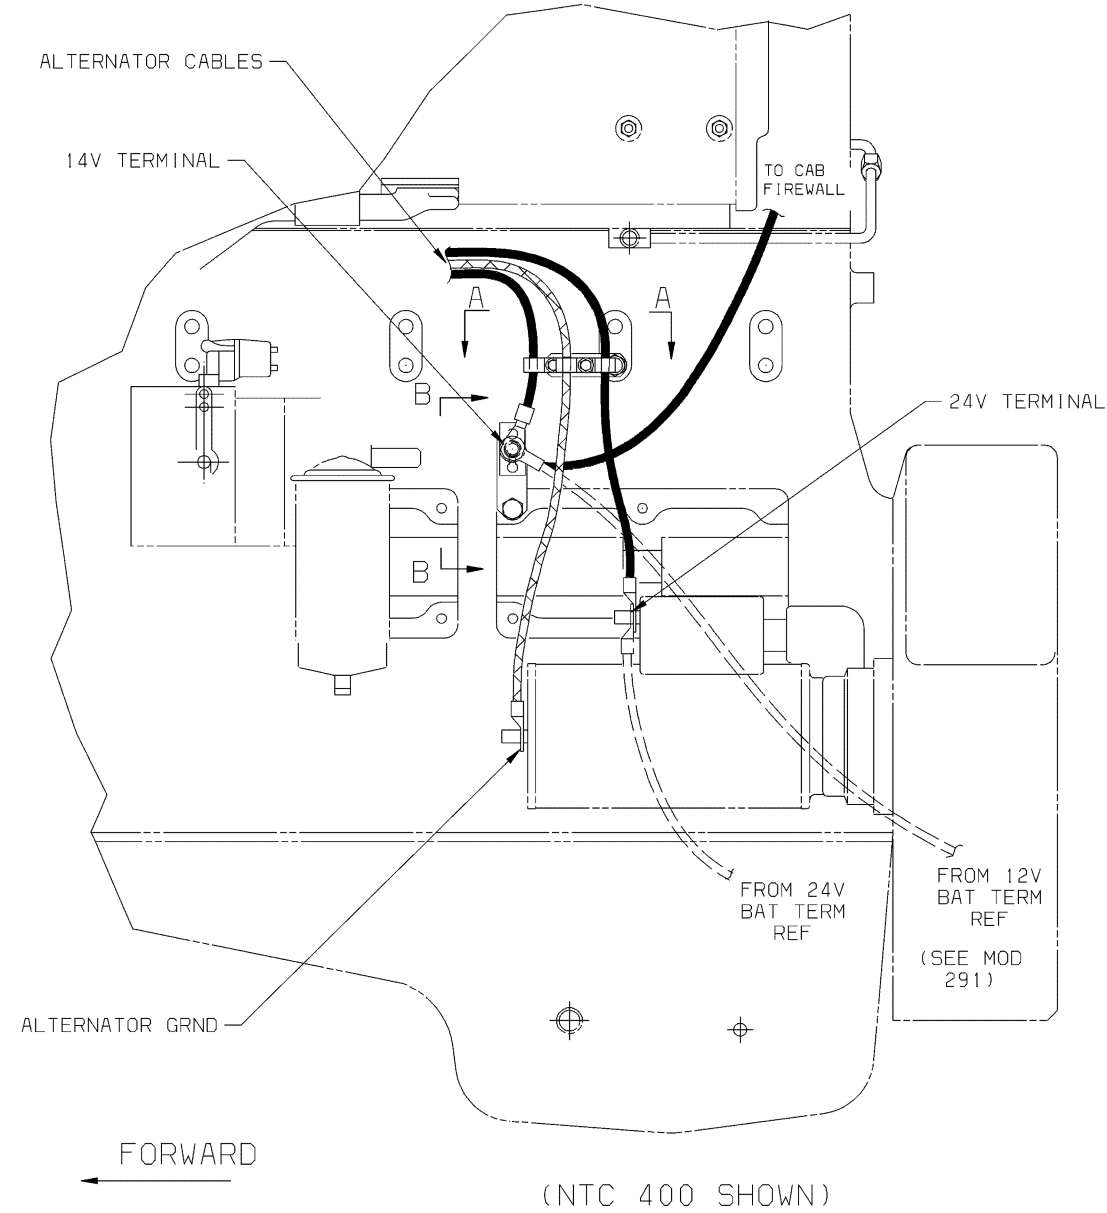 ALTERNATOR CABLES
14V TERMINAL
TO CAB
FIREWALL
A
A
B
24V TERMINAL
B
FROM 24V
BAT TERM
REF
FROM 12V
BAT TERM
REF
(SEE MOD
291)
ALTERNATOR GRND
FORWARD
(NTC 400 SHOWN)